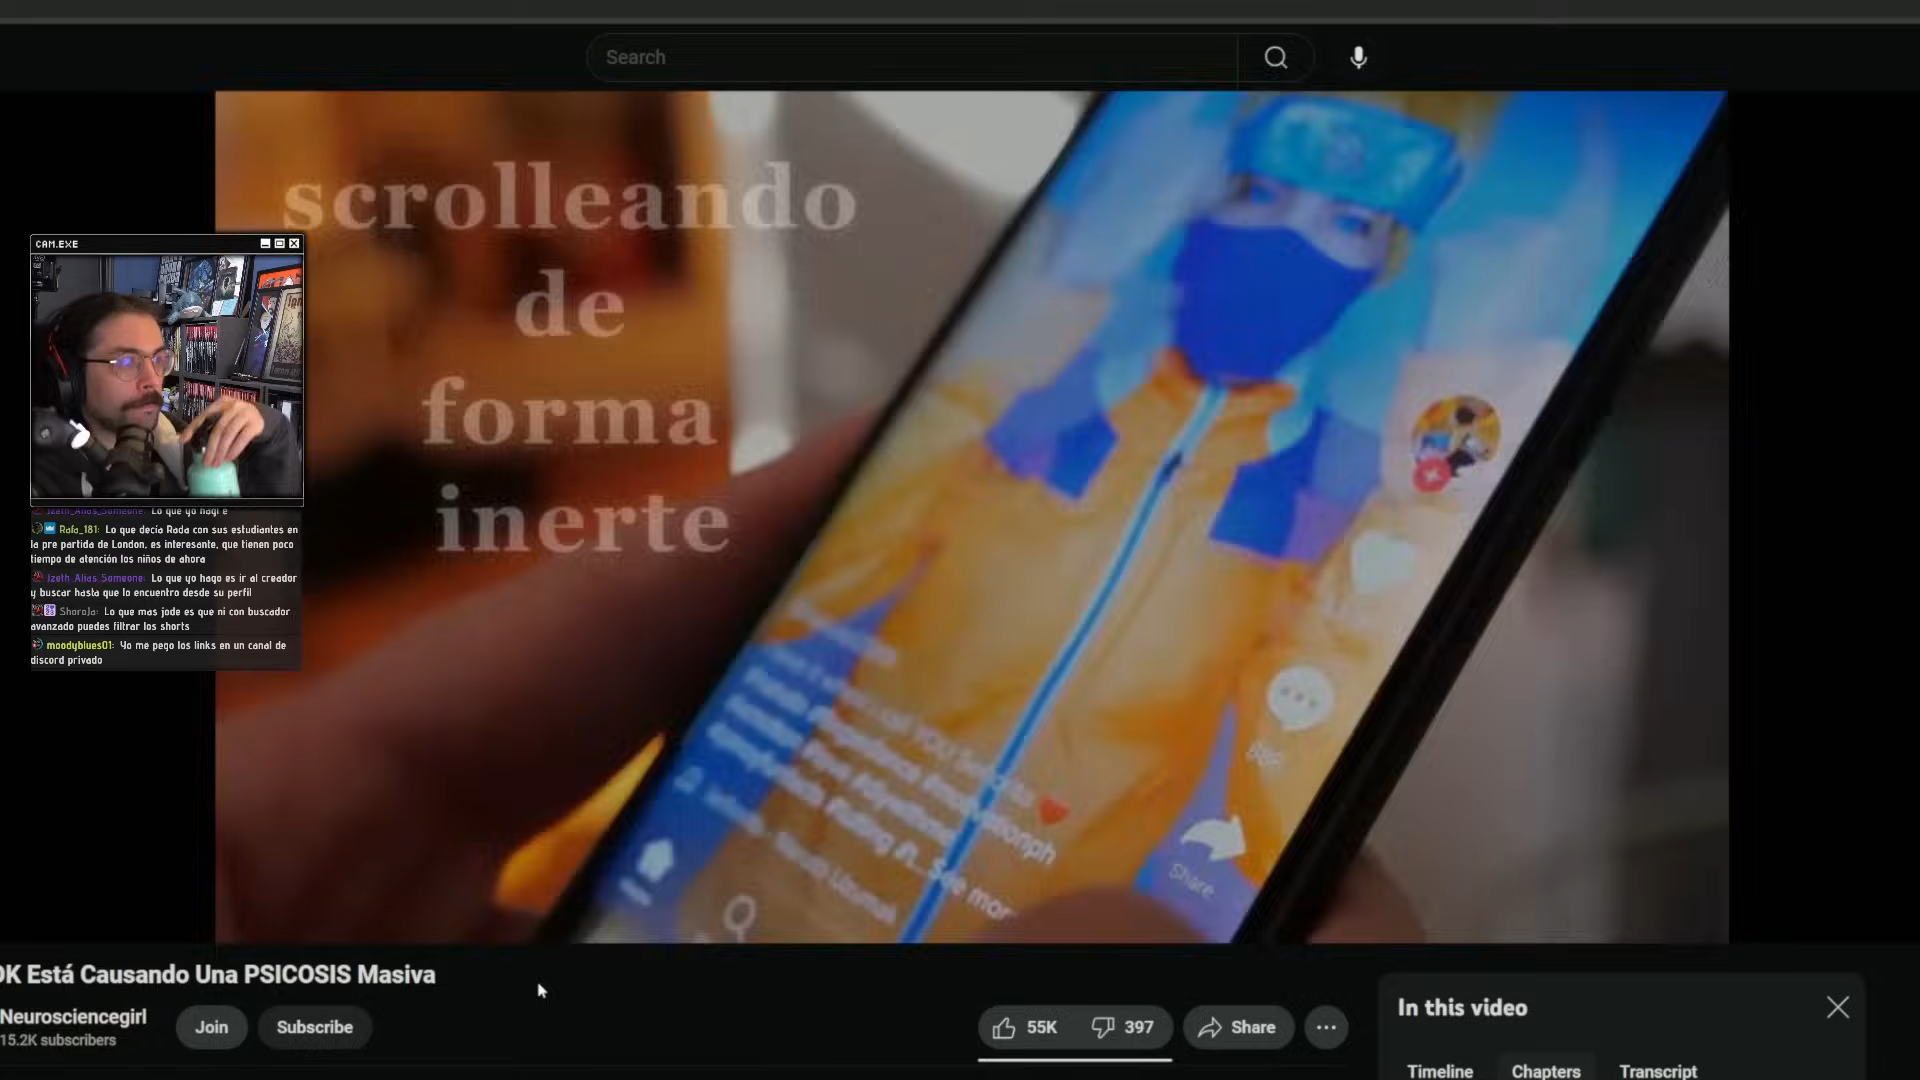 Search
scrolleando
de
forma
inerte
CAM.EXE
Izeth_Alias_Someone: Lo que yo hago e
Rafa_181: Lo que decía Rada con sus estudiantes en
la pre partida de London, es interesante, que tienen poco
tiempo de atención los niños de ahora
Izeth_Alias_Someone: Lo que yo hago es ir al creador
y buscar hasta que lo encuentro desde su perfil
ShoroJa: Lo que mas jode es que ni con buscador
avanzado puedes filtrar los shorts
moodyblues01: Yo me pego los links en un canal de
discord privado
See mor
Share
OK Está Causando Una PSICOSIS Masiva
Neurosciencegirl
15.2K subscribers
Join
Subscribe
55K
397
Share
In this video
Timeline
Chapters
Transcript